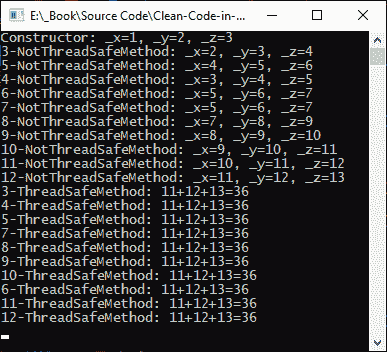 E:\_Book\Source Code\Clean-Code-in-...
Constructor: _x=1, _y=2, _z=3
3-NotThreadSafeMethod: _x=2, _y=3, _z=4
5-NotThreadSafeMethod: _x=4, _y=5, _z=6
4-NotThreadSafeMethod: _x=3, _y=4, _z=5
6-NotThreadSafeMethod: _x=5, _y=6, _z=7
7-NotThreadSafeMethod: _x=5, _y=6, _z=7
8-NotThreadSafeMethod: _x=7, _y=8, _z=9
9-NotThreadSafeMethod: _x=8, _y=9, _z=10
10-NotThreadSafeMethod: _x=9, _y=10, _z=11
11-NotThreadSafeMethod: _x=10, _y=11, _z=12
12-NotThreadSafeMethod: _x=11, _y=12, _z=13
3-ThreadSafeMethod: 11+12+13=36
4-ThreadSafeMethod: 11+12+13=36
5-ThreadSafeMethod: 11+12+13=36
7-ThreadSafeMethod: 11+12+13=36
8-ThreadSafeMethod: 11+12+13=36
9-ThreadSafeMethod: 11+12+13=36
10-ThreadSafeMethod: 11+12+13=36
6-ThreadSafeMethod: 11+12+13=36
11-ThreadSafeMethod: 11+12+13=36
12-ThreadSafeMethod: 11+12+13=36